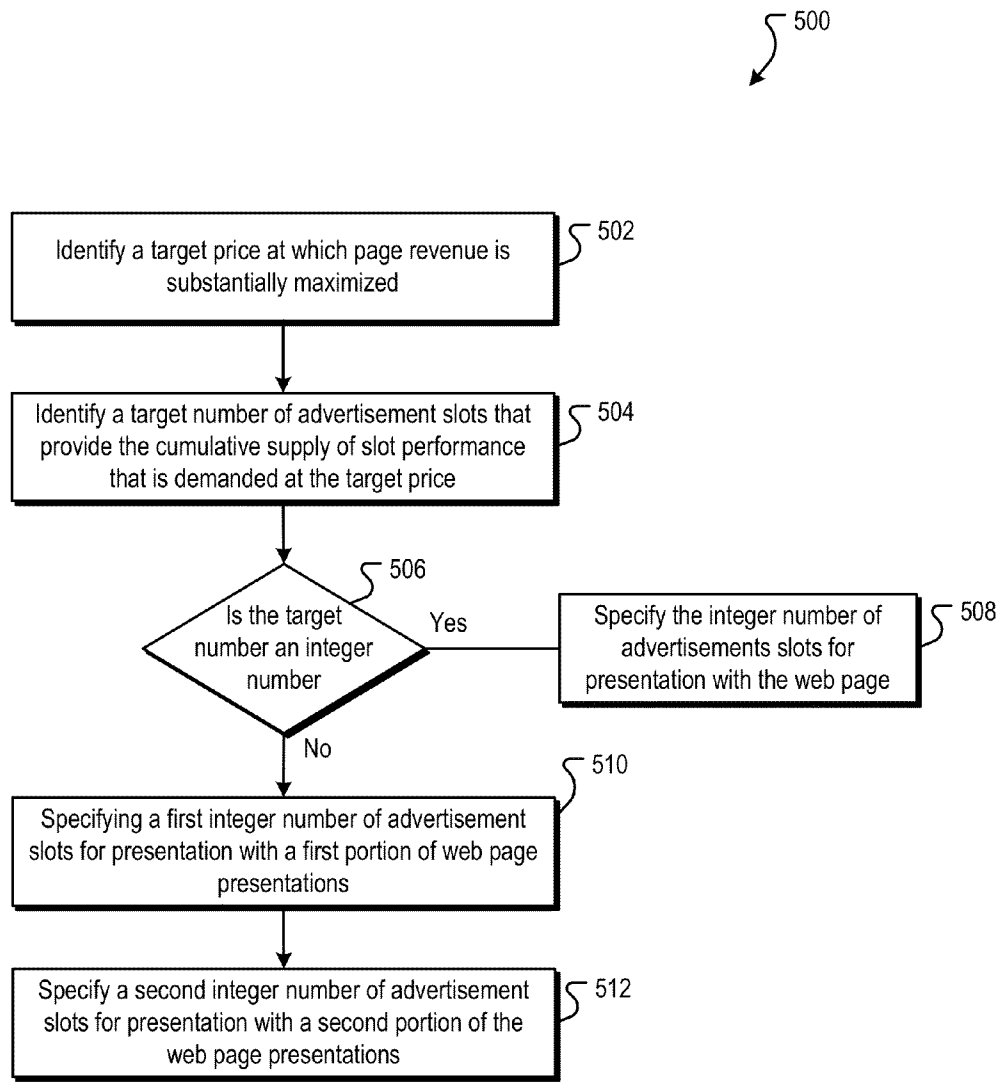 500
Identify a target price at which page revenue is
substantially maximized
502
Identify a target number of advertisement slots that
provide the cumulative supply of slot performance
that is demanded at the target price
504
506
Is the target
number an integer
number
Yes
Specify the integer number of
advertisements slots for
presentation with the web page
508
No
510
Specifying a first integer number of advertisement
slots for presentation with a first portion of web page
presentations
Specify a second integer number of advertisement
slots for presentation with a second portion of the
web page presentations
512